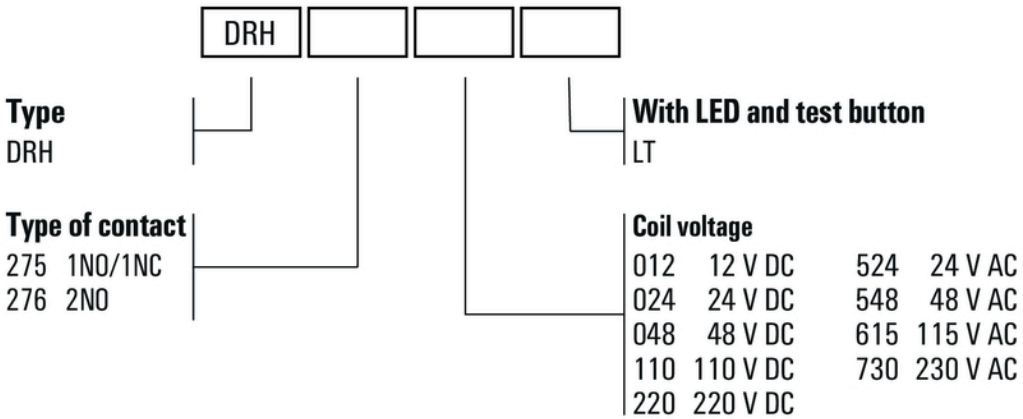 DRH
Type
DRH
With LED and test button
LT
Type of contact
275 1NO/1NC
276 2NO
Coil voltage
012 12 V DC 524 24 V AC
024 24 V DC 548 48 V AC
048 48 V DC 615 115 V AC
110 110 V DC 730 230 V AC
220 220 V DC